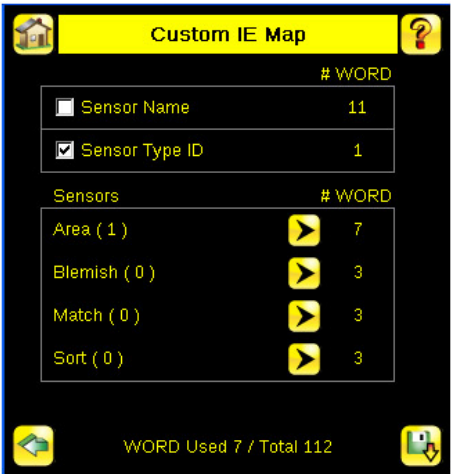 Custom IE Map
?
# WORD
Sensor Name 11
Sensor Type ID 1
Sensors # WORD
Area ( 1 ) 7
Blemish ( 0 ) 3
Match ( 0 ) 3
Sort ( 0 ) 3
WORD Used 7 / Total 112